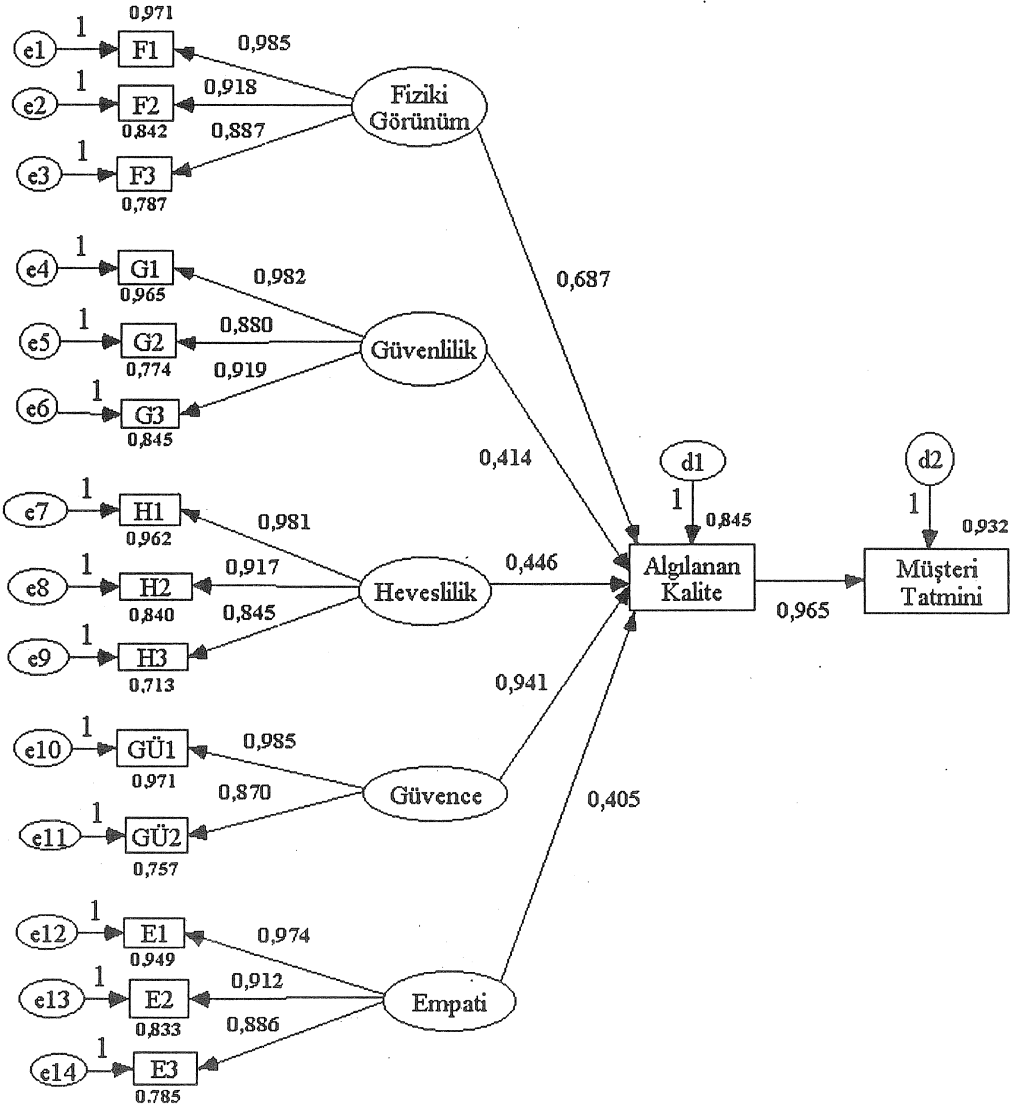 0,971
e1 1 F1 0,985
e2 1 F2 0,918
0,842
Fiziki
Görünüm
e3 1 F3 0,887
0,787
0,687
e4 1 G1 0,982
0,965
e5 1 G2 0,880
0,774
Güvenlilik
e6 1 G3 0,919
0,845
0,414
d1
1
0,845
d2
1
0,932
e7 1 H1 0,981
0,962
e8 1 H2 0,917
0,840
Heveslilik
0,446
Algılanan
Kalite
0,965
Müşteri
Tatmini
e9 1 H3 0,845
0,713
0,941
e10 1 GÜ1 0,985
0,971
Güvence
e11 1 GÜ2 0,870
0,757
0,405
e12 1 E1 0,974
0,949
e13 1 E2 0,912
0,833
Empati
e14 1 E3 0,886
0.785